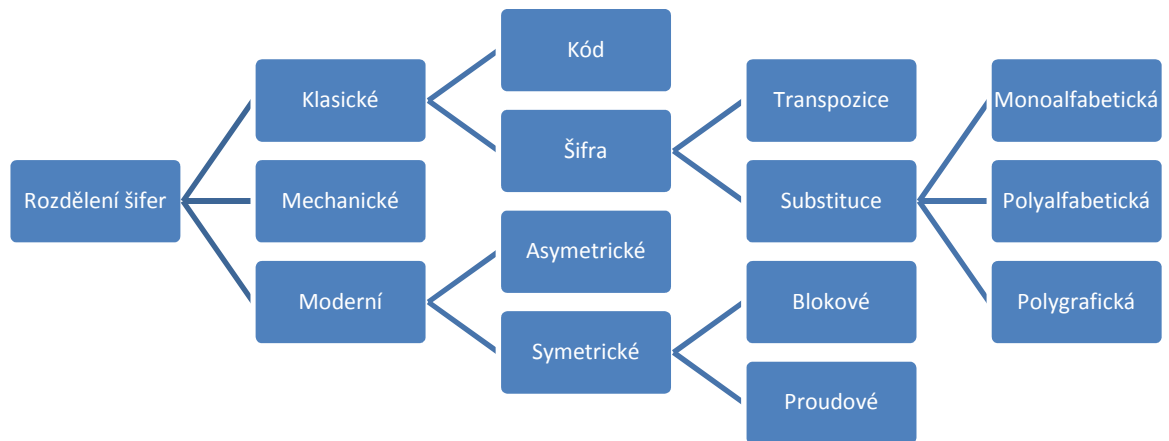 Rozdělení šifer
Klasické
Kód
Šifra
Transpozice
Substituce
Monoalfabetická
Polyalfabetická
Polygrafická
Mechanické
Moderní
Asymetrické
Symetrické
Blokové
Proudové